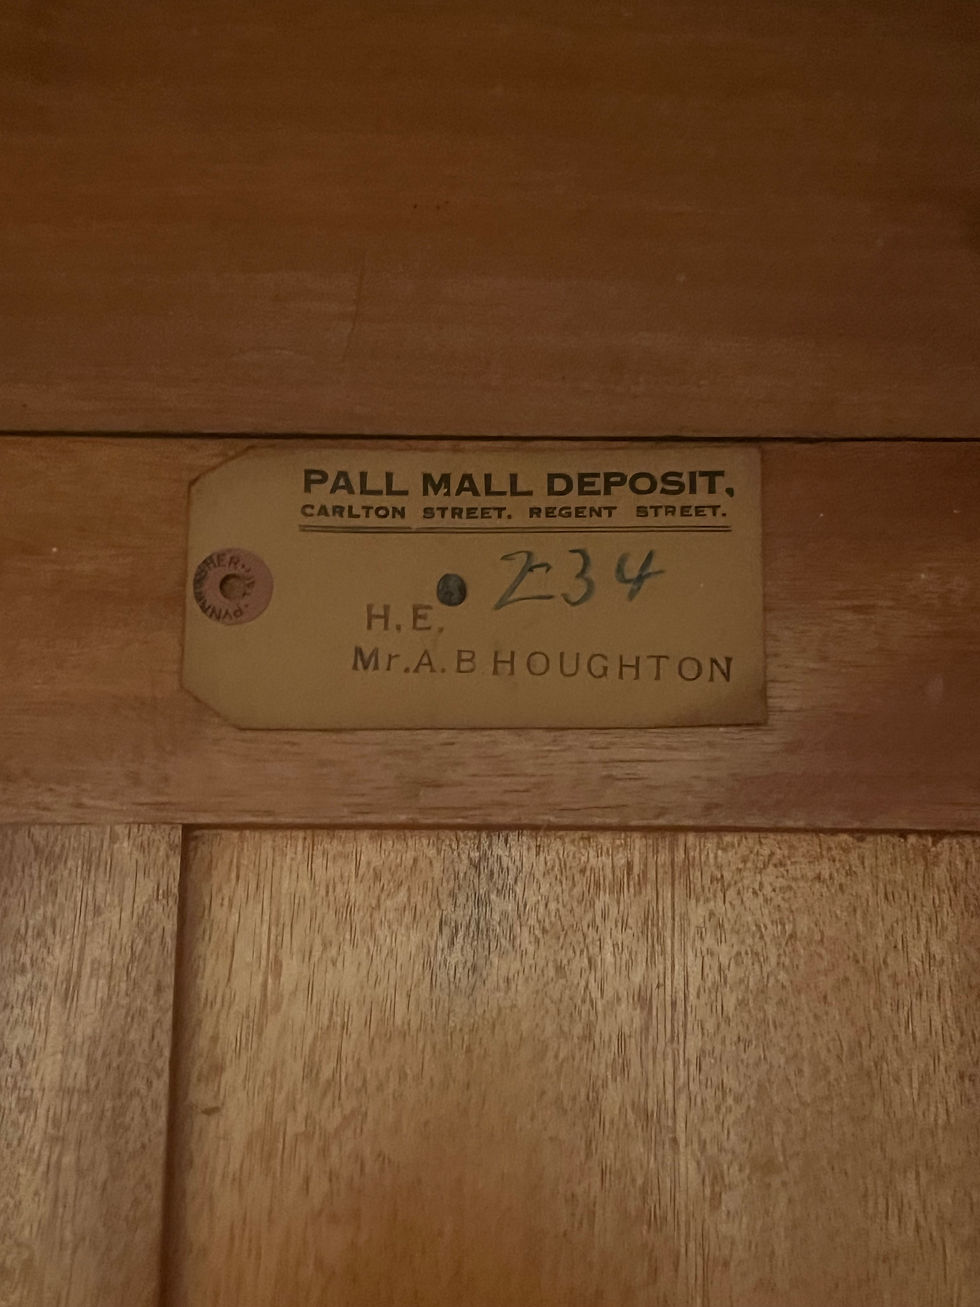 PALL MALL DEPOSIT,
CARLTON STREET. REGENT STREET.
234
H.E.
Mr.A.B HOUGHTON